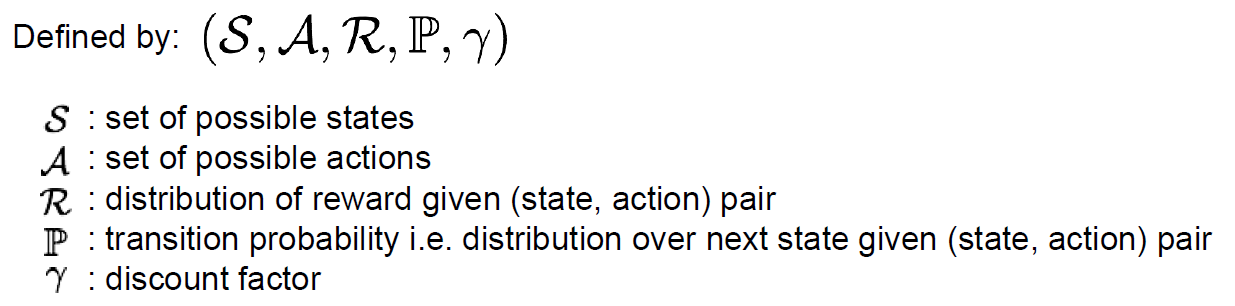 Defined by: (𝒮, 𝒜, ℛ, ℙ, γ)
𝒮 : set of possible states
𝒜 : set of possible actions
ℛ : distribution of reward given (state, action) pair
ℙ : transition probability i.e. distribution over next state given (state, action) pair
γ : discount factor